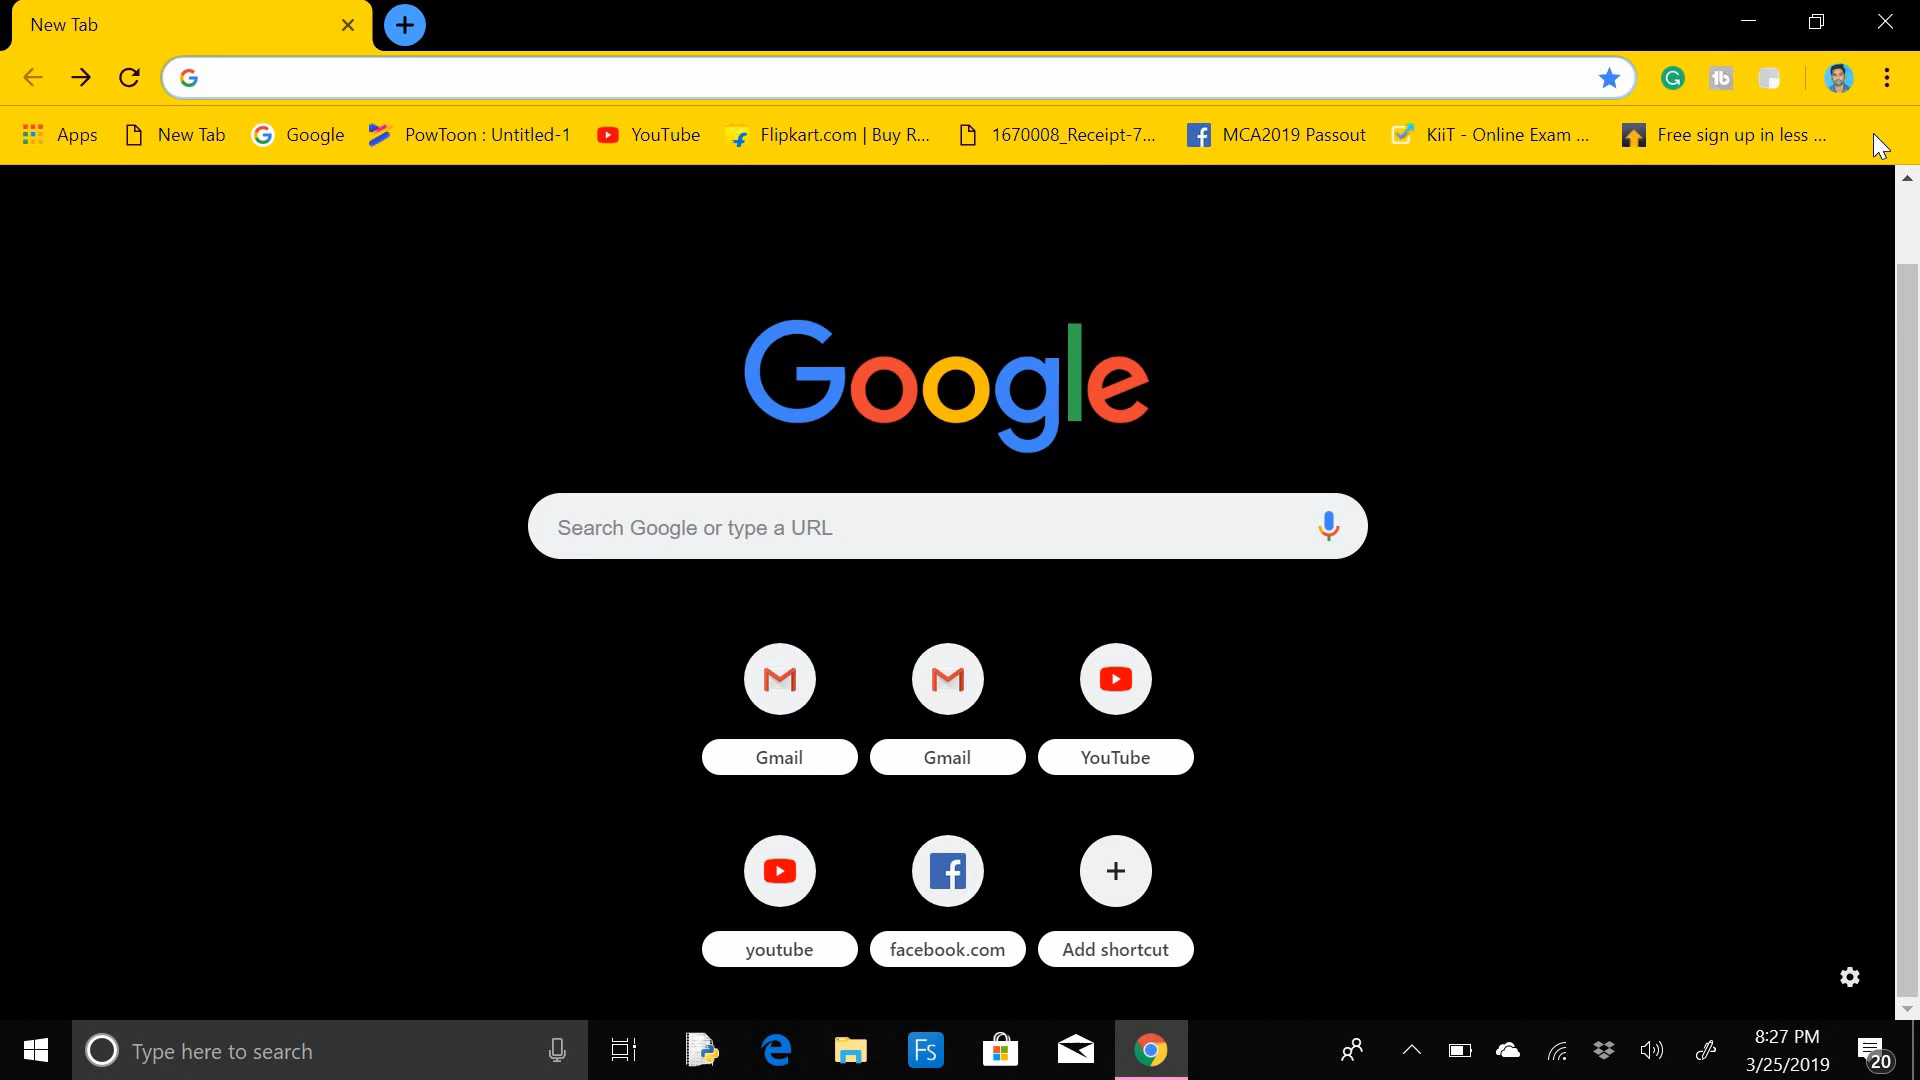 New Tab
Apps New Tab Google PowToon : Untitled-1 YouTube Flipkart.com | Buy R... 1670008_Receipt-7... MCA2019 Passout KiiT - Online Exam ... Free sign up in less ...
Google
Search Google or type a URL
Gmail Gmail YouTube
youtube facebook.com Add shortcut
Type here to search
Fs
8:27 PM
3/25/2019
20